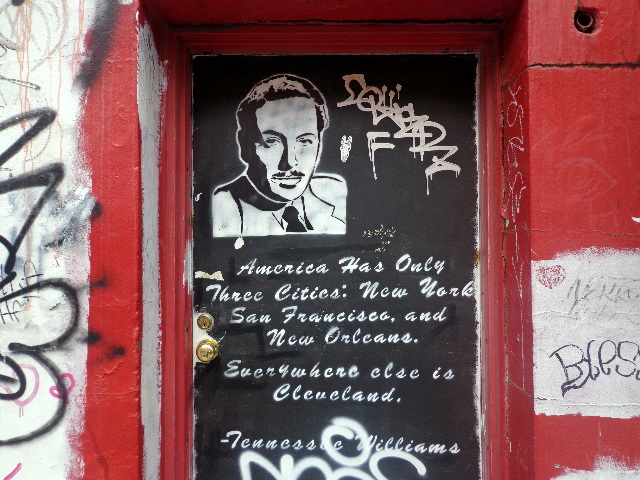 America Has Only
Three Cities: New York
San Francisco, and
New Orleans.
Everywhere else is
Cleveland.
-Tennessee Williams